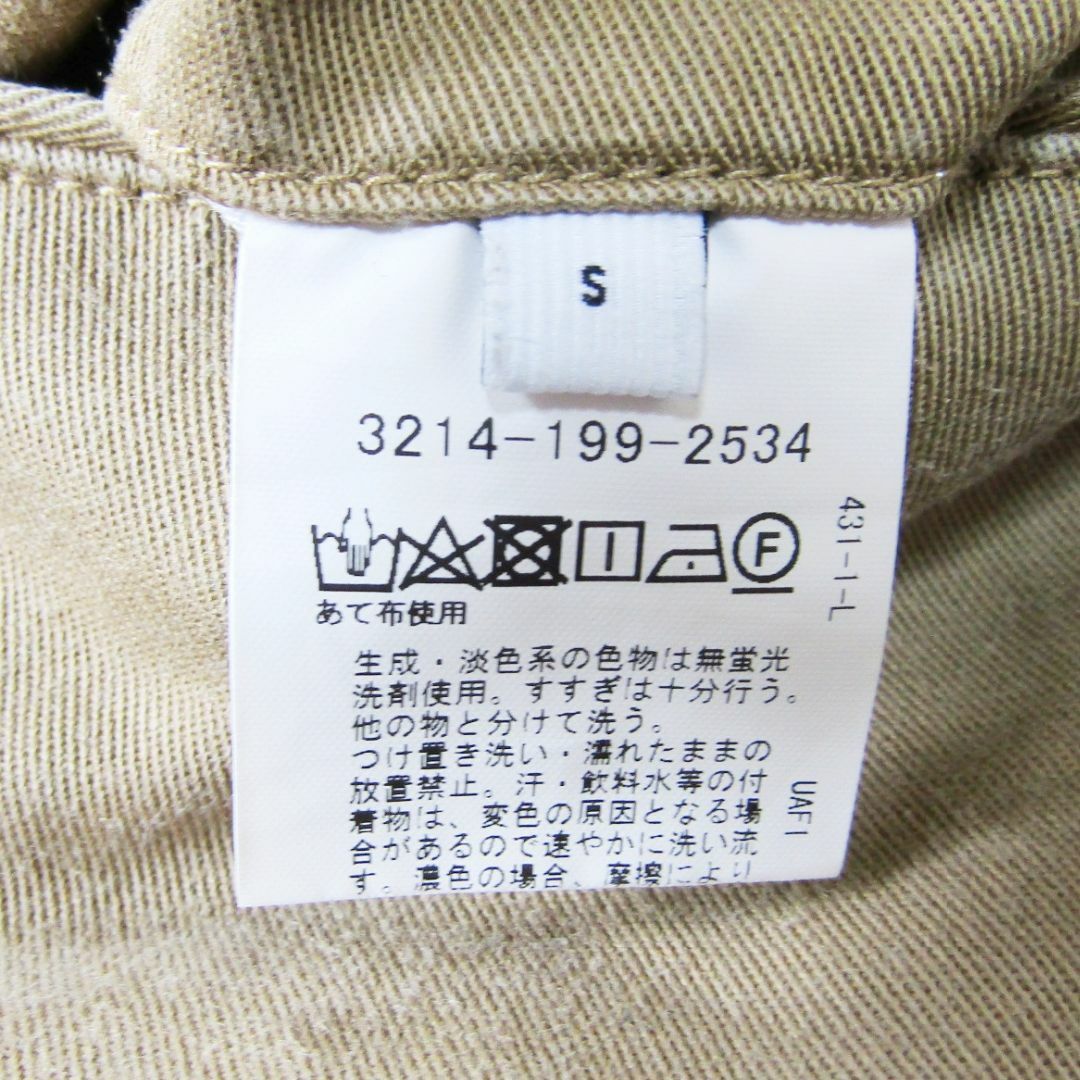 S
3214-199-2534
F
431-1-L
あて布使用
生成・淡色系の色物は無蛍光
洗剤使用。すすぎは十分行う。
他の物と分けて洗う。
つけ置き洗い・濡れたままの
放置禁止。汗・飲料水等の付
着物は、変色の原因となる場
合があるので速やかに洗い流
す。濃色の場合、摩擦により
UAF1